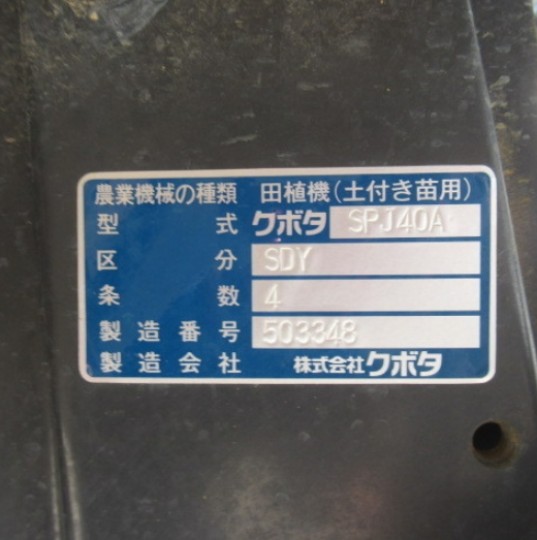 農業機械の種類 田植機(土付き苗用)
型式 クボタ SPJ40A
区分 SDY
条数 4
製造番号 503348
製造会社 株式会社クボタ